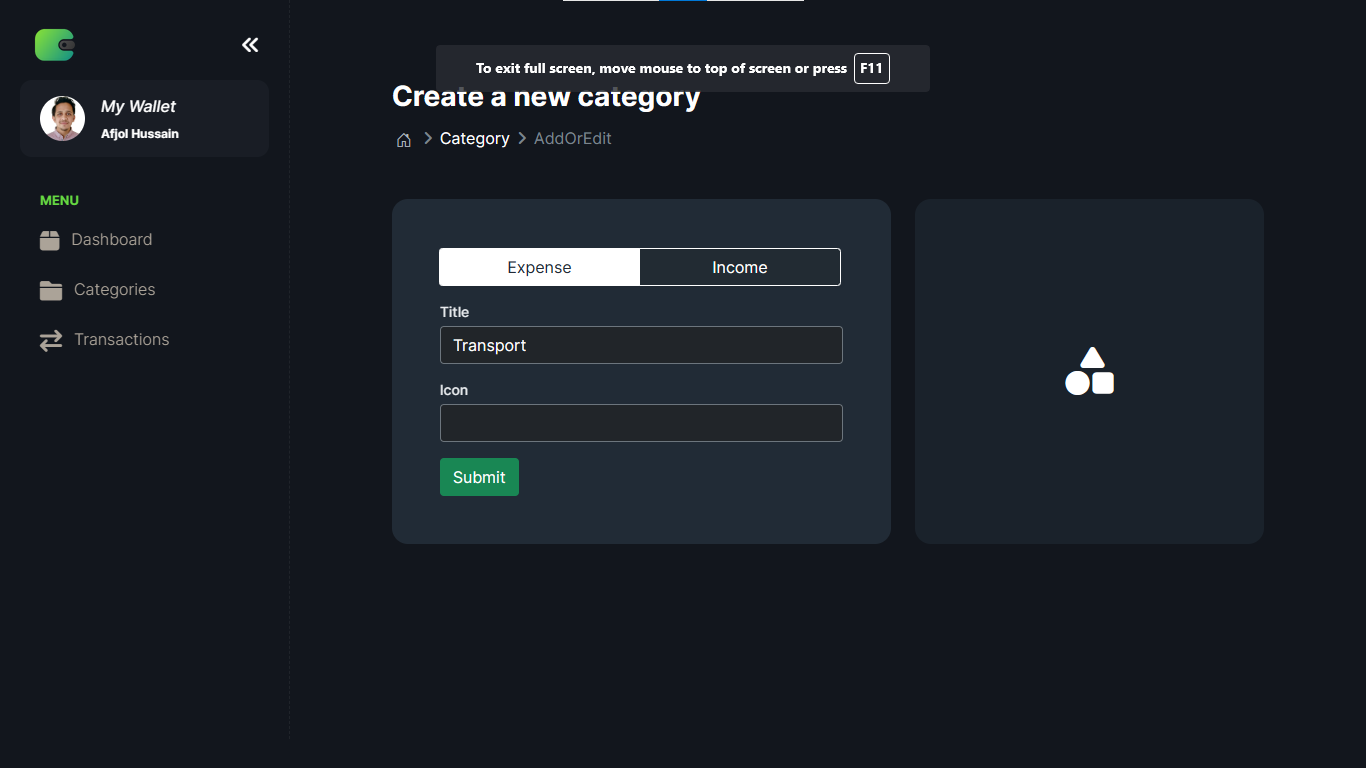 To exit full screen, move mouse to top of screen or press F11
Create a new category
My Wallet
Afjol Hussain
Category AddOrEdit
MENU
Dashboard
Categories
Transactions
Expense Income
Title
Transport
Icon
Submit